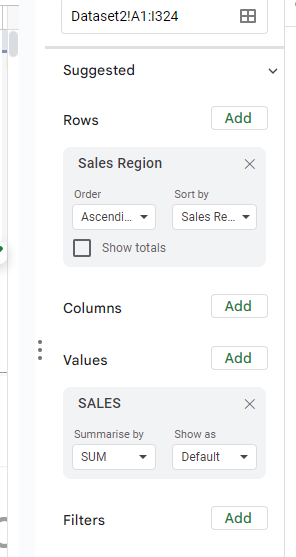 Dataset2!A1:I324
Suggested
Rows Add
Sales Region
Order Sort by
Ascendi... Sales Re...
Show totals
Columns Add
Values Add
SALES
Summarise by Show as
SUM Default
Filters Add